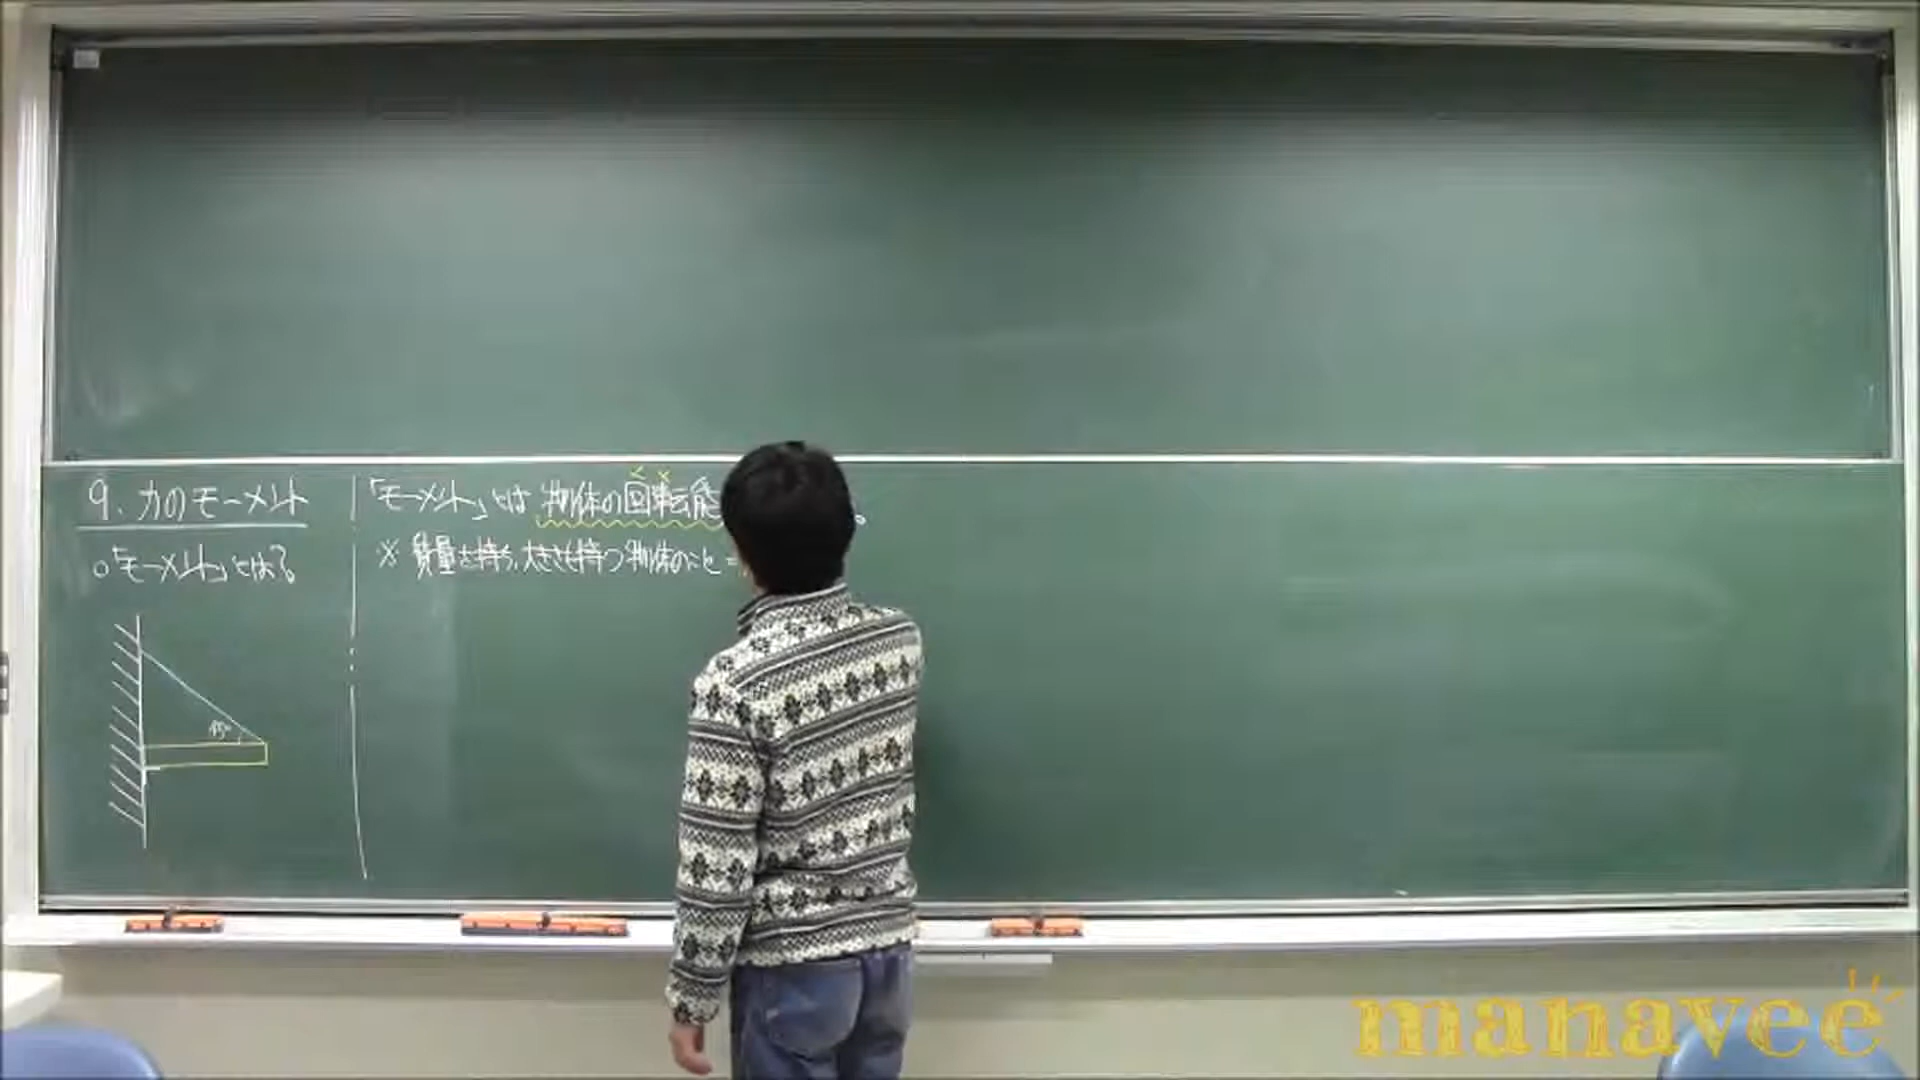 9. 力のモーメント
○「モーメント」とは?
45°
「モーメント」とは 物体の回転能
。
※ 質量を持ち、大きさも持つ物体のこと =
manavee